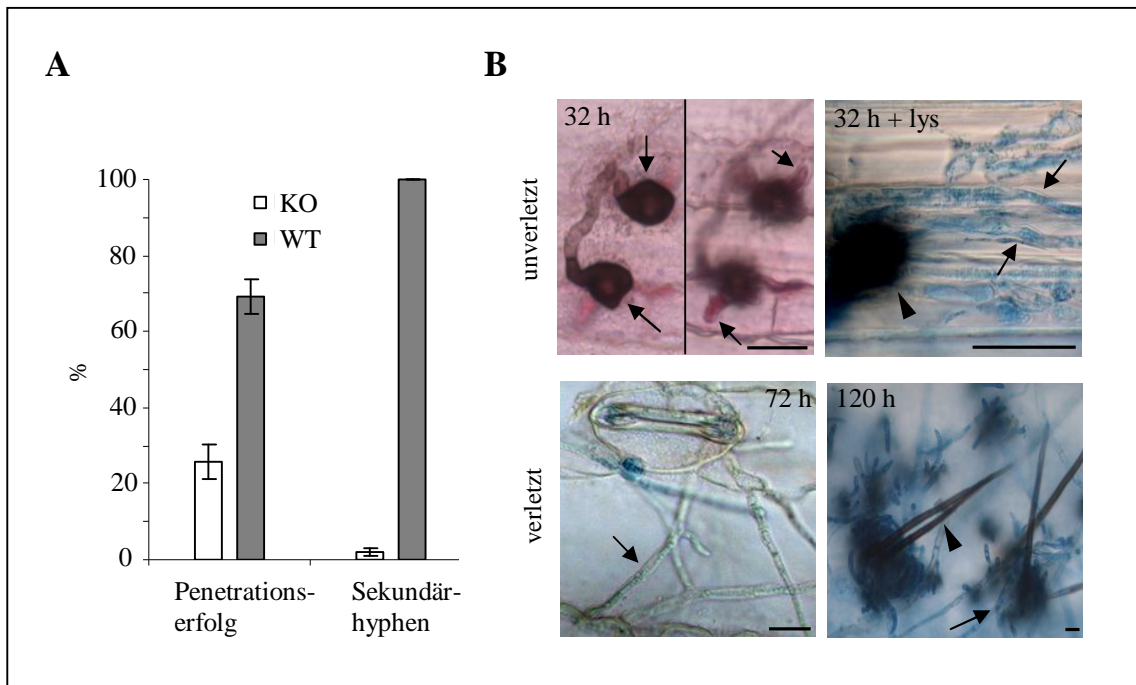 A
B
100
80
60
40
20
0
%
KO
WT
Penetrations-
erfolg
Sekundär-
hyphen
unverletzt
32 h
32 h + lys
verletzt
72 h
120 h